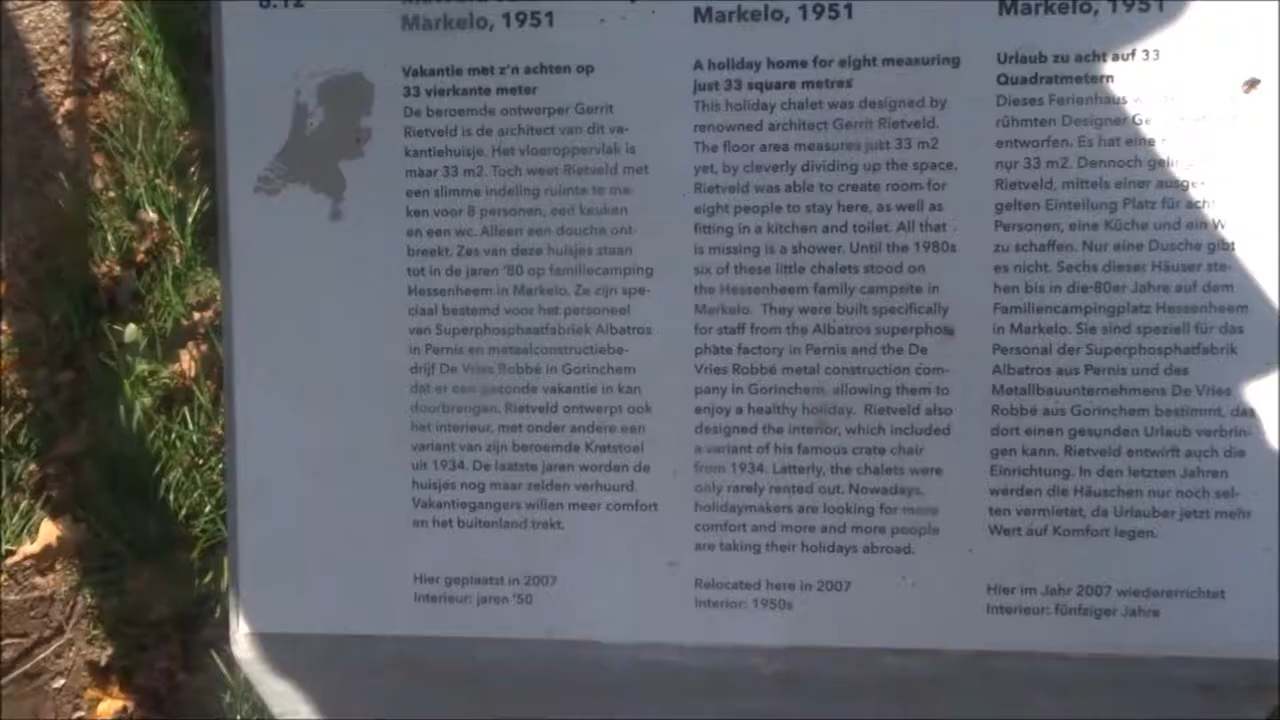 8.12
Markelo, 1951
Vakantie met z'n achten op
33 vierkante meter
De beroemde ontwerper Gerrit
Rietveld is de architect van dit va-
kantiehuisje. Het vloeroppervlak is
maar 33 m2. Toch weet Rietveld met
een slimme indeling ruimte te ma-
ken voor 8 personen, een keuken
en een wc. Alleen een douche ont-
breekt. Zes van deze huisjes staan
tot in de jaren '80 op familiecamping
Hessenheem in Markelo. Ze zijn spe-
ciaal bestemd voor het personeel
van Superphosphaatfabriek Albatros
in Pernis en metaalconstructiebe-
drijf De Vries Robbé in Gorinchem
dat er een gezonde vakantie in kan
doorbrengen. Rietveld ontwerpt ook
het interieur, met onder andere een
variant van zijn beroemde Kratstoel
uit 1934. De laatste jaren worden de
huisjes nog maar zelden verhuurd.
Vakantiegangers willen meer comfort
en het buitenland trekt.
Hier geplaatst in 2007
Interieur: jaren '50
Markelo, 1951
A holiday home for eight measuring
just 33 square metres
This holiday chalet was designed by
renowned architect Gerrit Rietveld.
The floor area measures jukt 33 m2
yet, by cleverly dividing up the space,
Rietveld was able to create room for
eight people to stay here, as well as
fitting in a kitchen and toilet. All that
is missing is a shower. Until the 1980s
six of these little chalets stood on
the Hessenheem family campsite in
Markelo. They were built specifically
for staff from the Albatros superphos-
phate factory in Pernis and the De
Vries Robbé metal construction com-
pany in Gorinchem, allowing them to
enjoy a healthy holiday. Rietveld also
designed the interior, which included
a variant of his famous crate chair
from 1934. Latterly, the chalets were
only rarely rented out. Nowadays,
holidaymakers are looking for more
comfort and more and more people
are taking their holidays abroad.
Relocated here in 2007
Interior: 1950s
Markelo, 1951
Urlaub zu acht auf 33
Quadratmetern
Dieses Ferienhaus
rühmten Designer
entworfen. Es hat eine
nur 33 m2. Dennoch
Rietveld, mittels einer ausge-
gelten Einteilung Platz für acht
Personen, eine Küche und ein W
zu schaffen. Nur eine Dusche gibt
es nicht. Sechs dieser Häuser ste-
hen bis in die 80er Jahre auf dem
Familiencampingplatz Hessenheem
in Markelo. Sie sind speziell für das
Personal der Superphosphatfabrik
Albatros aus Pernis und des
Metallbauunternehmens De Vries
Robbé aus Gorinchem bestimmt, das
dort einen gesunden Urlaub verbrin-
gen kann. Rietveld entwirft auch die
Einrichtung. In den letzten Jahren
werden die Häuschen nur noch sel-
ten vermietet, da Urlauber jetzt mehr
Wert auf Komfort legen.
Hier im Jahr 2007 wiedererrichtet
Interieur: fünfziger Jahre